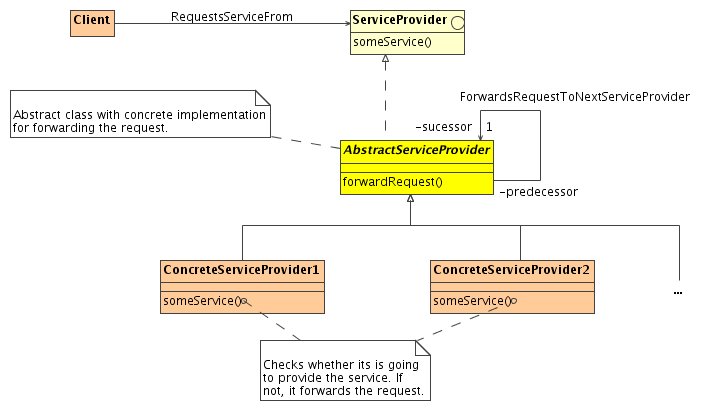 Client
RequestsServiceFrom
ServiceProvider
someService()
Abstract class with concrete implementation
for forwarding the request.
ForwardsRequestToNextServiceProvider
-sucessor 1
AbstractServiceProvider
forwardRequest()
-predecessor
ConcreteServiceProvider1
someService()
ConcreteServiceProvider2
someService()
...
Checks whether its is going
to provide the service. If
not, it forwards the request.